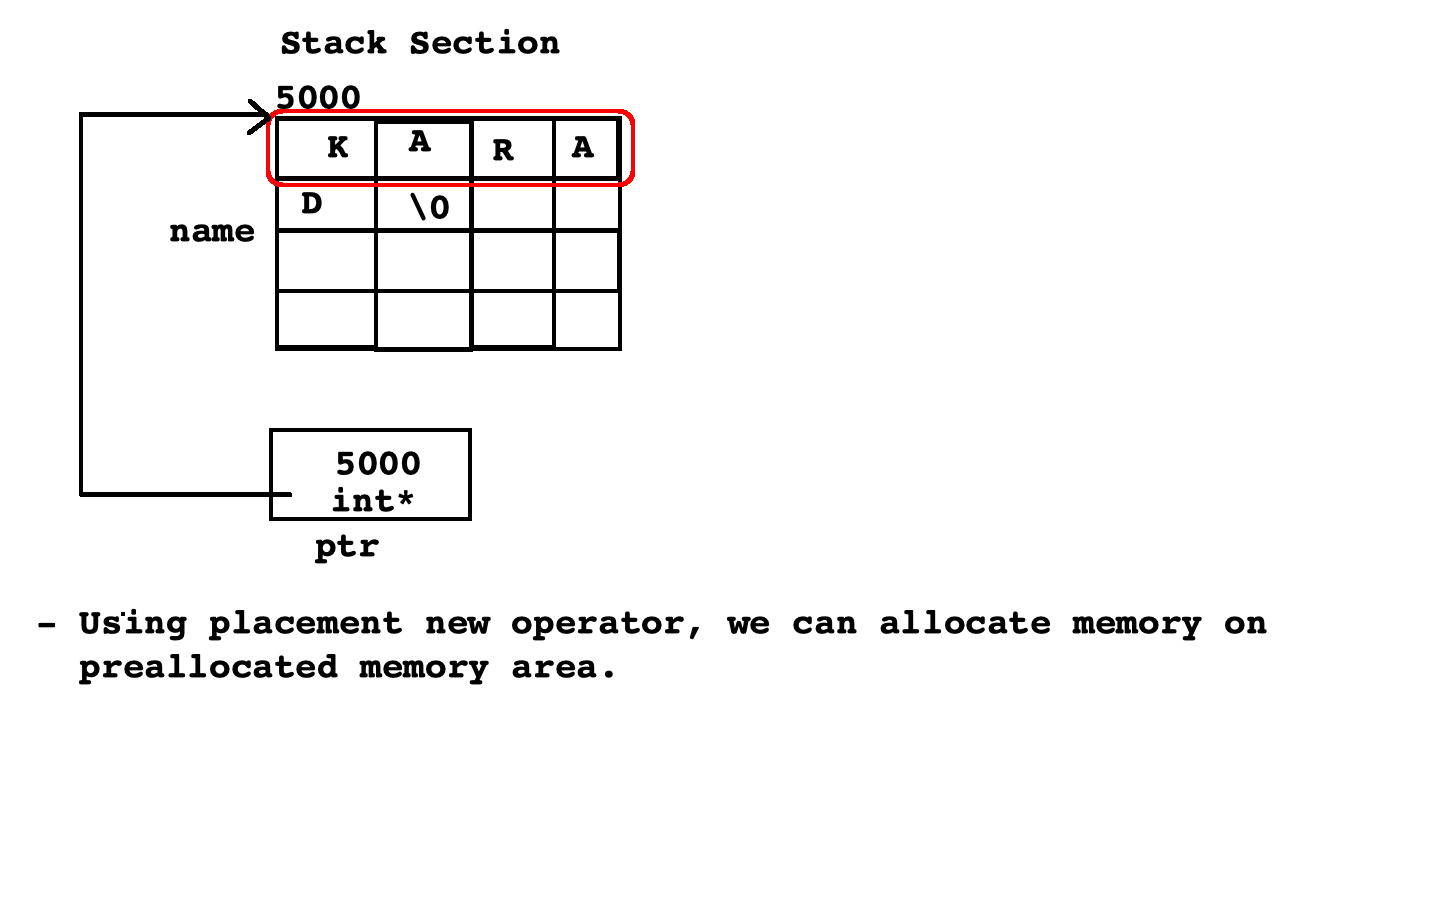 Stack Section
5000
K A R A
D \0
name
5000
int*
ptr
- Using placement new operator, we can allocate memory on
preallocated memory area.